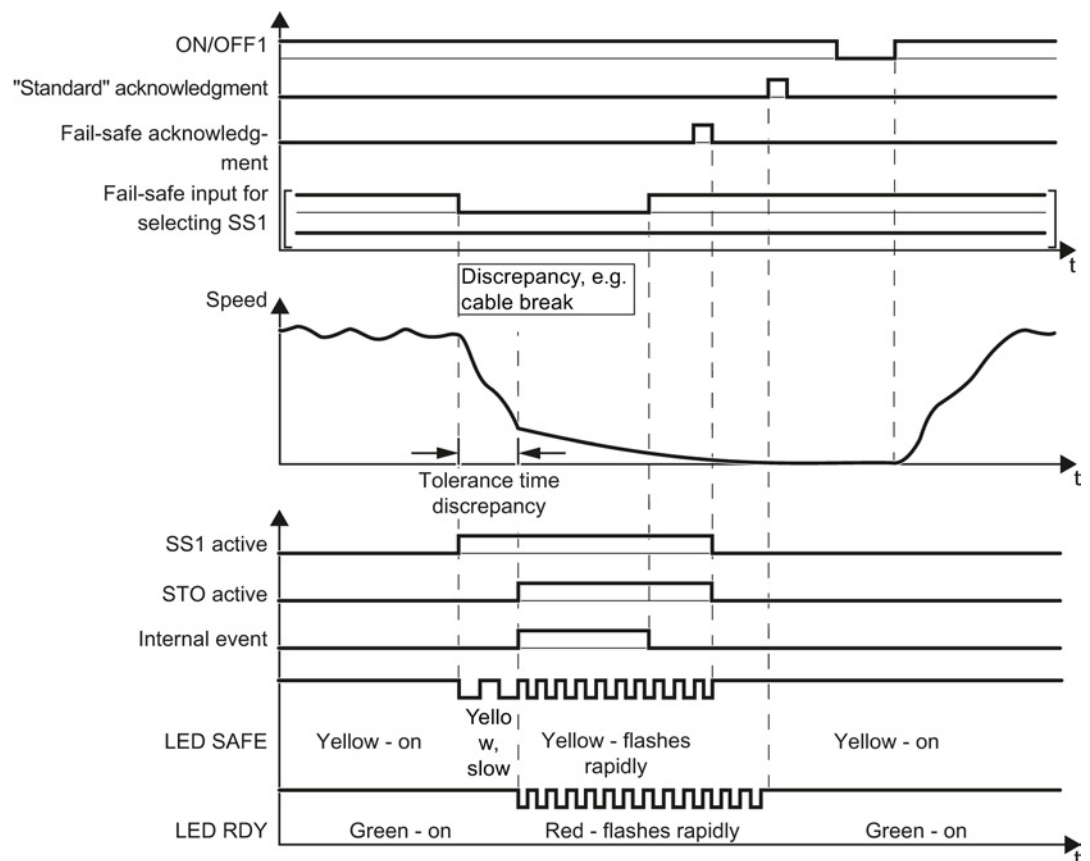 ON/OFF1
"Standard" acknowledgment
Fail-safe acknowledg-
ment
Fail-safe input for
selecting SS1
t
Discrepancy, e.g.
cable break
Speed
t
Tolerance time
discrepancy
SS1 active
STO active
Internal event
LED SAFE
Yellow - on
Yello
w,
slow
Yellow - flashes
rapidly
Yellow - on
LED RDY
Green - on
Red - flashes rapidly
Green - on
t